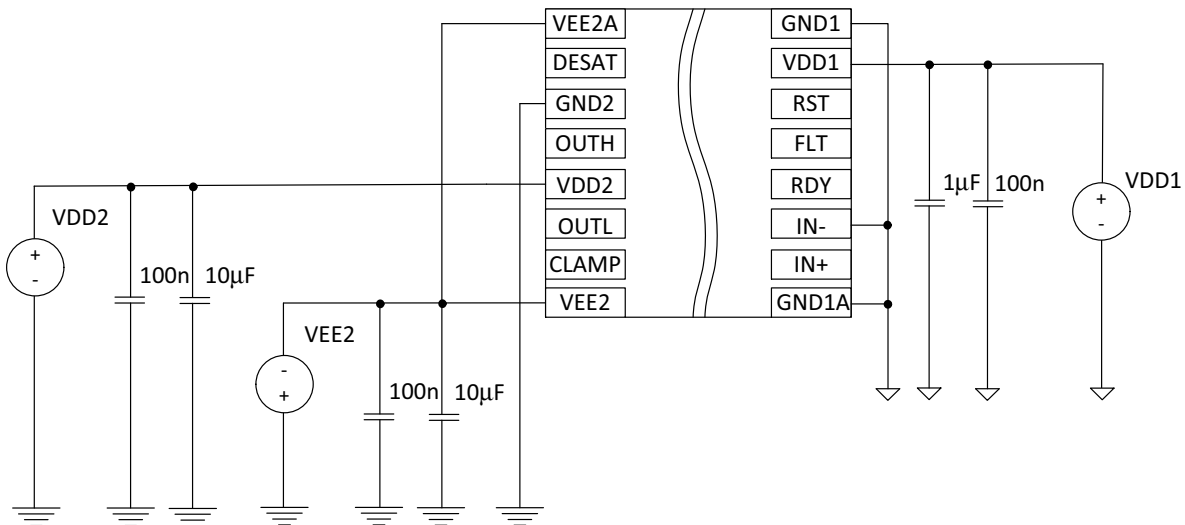 VEE2A
DESAT
GND2
OUTH
VDD2
OUTL
CLAMP
VEE2
GND1
VDD1
RST
FLT
RDY
IN-
IN+
GND1A
VDD2
+
-
100n 10μF
VEE2
-
+
100n 10μF
1μF 100n
VDD1
+
-